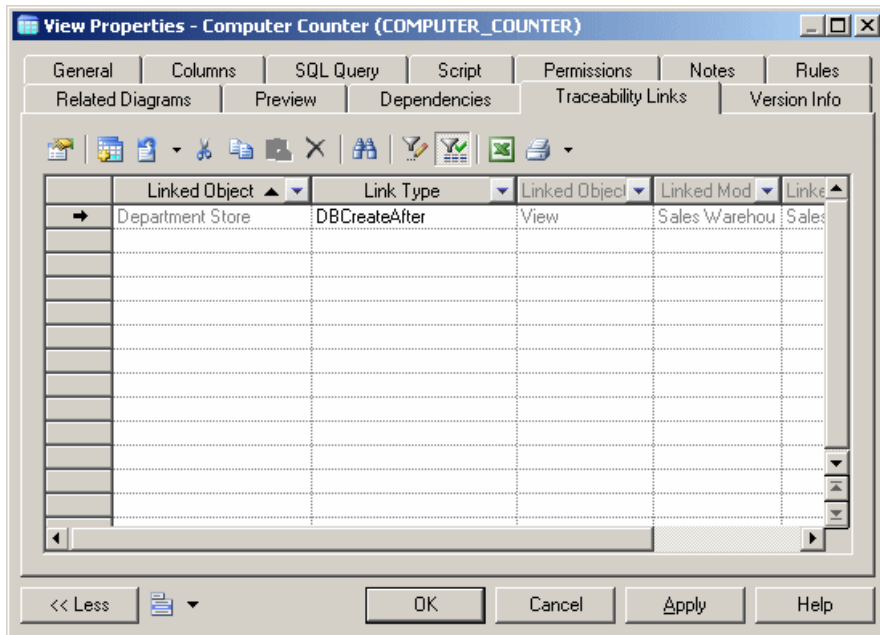 View Properties - Computer Counter (COMPUTER_COUNTER)
General Columns SQL Query Script Permissions Notes Rules
Related Diagrams Preview Dependencies Traceability Links Version Info
Linked Object Link Type Linked Object Linked Mod Linke
Department Store DBCreateAfter View Sales Warehou Sales
<< Less OK Cancel Apply Help